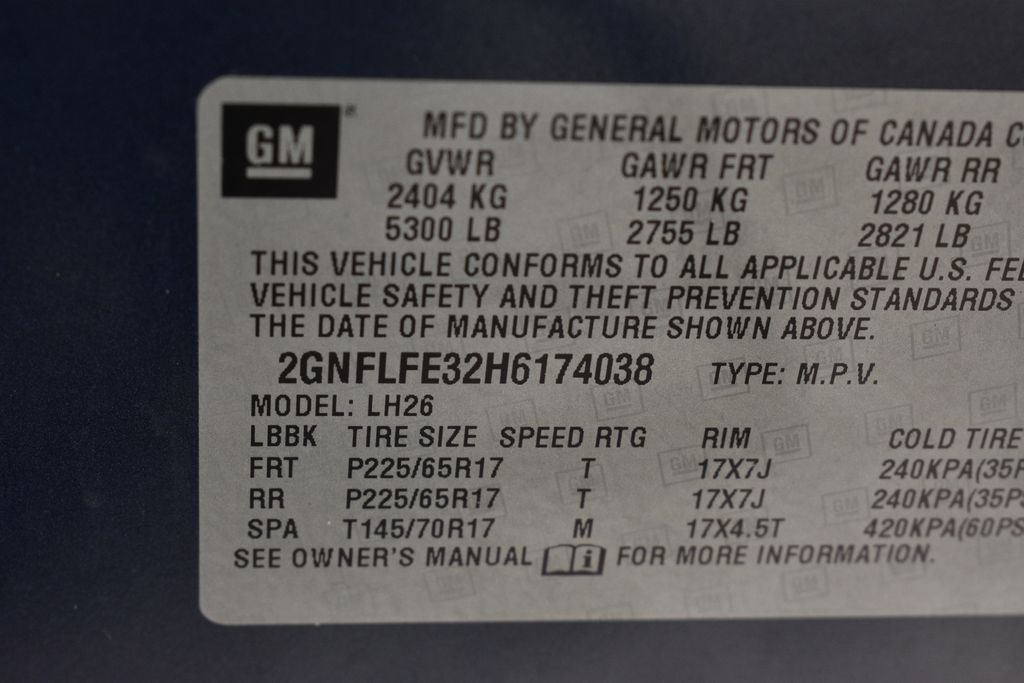 GM
MFD BY GENERAL MOTORS OF CANADA
GVWR GAWR FRT GAWR RR
2404 KG 1250 KG 1280 KG
5300 LB 2755 LB 2821 LB
THIS VEHICLE CONFORMS TO ALL APPLICABLE U.S.
VEHICLE SAFETY AND THEFT PREVENTION STANDARDS
THE DATE OF MANUFACTURE SHOWN ABOVE.
2GNFLFE32H6174038 TYPE: M.P.V.
MODEL: LH26
LBBK TIRE SIZE SPEED RTG RIM COLD TIRE
FRT P225/65R17 T 17X7J 240KPA(35P
RR P225/65R17 T 17X7J 240KPA(35PS
SPA T145/70R17 M 17X4.5T 420KPA(60PS
SEE OWNER'S MANUAL i FOR MORE INFORMATION.